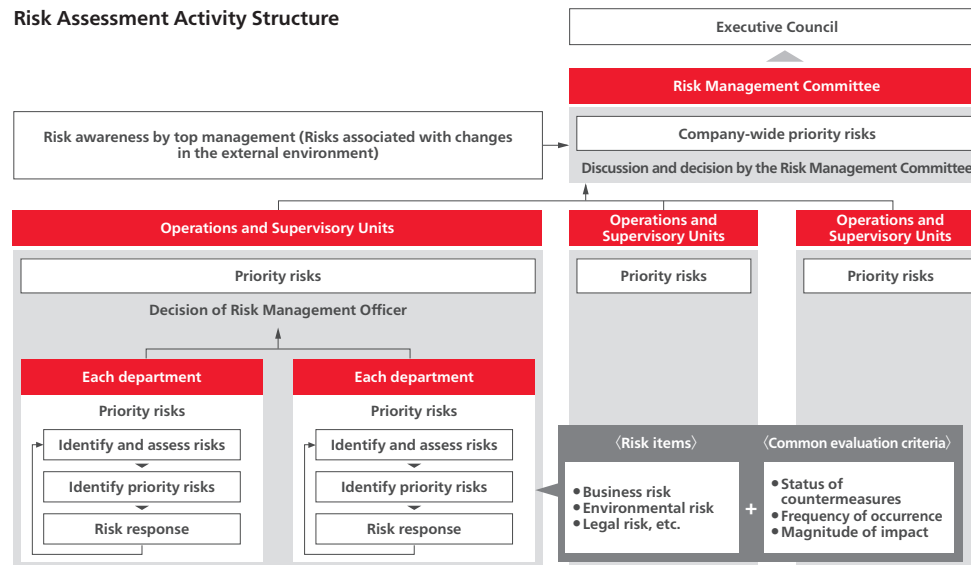 Risk Assessment Activity Structure
Executive Council
Risk Management Committee
Risk awareness by top management (Risks associated with changes
in the external environment)
Company-wide priority risks
Discussion and decision by the Risk Management Committee
Operations and Supervisory Units
Operations and
Supervisory Units
Operations and
Supervisory Units
Priority risks
Priority risks
Priority risks
Decision of Risk Management Officer
Each department
Each department
Priority risks
Priority risks
Identify and assess risks
Identify and assess risks
Identify priority risks
Identify priority risks
Risk response
Risk response
〈Risk items〉
〈Common evaluation criteria〉
●Business risk
●Environmental risk
●Legal risk, etc.
+
●Status of
countermeasures
●Frequency of occurrence
●Magnitude of impact